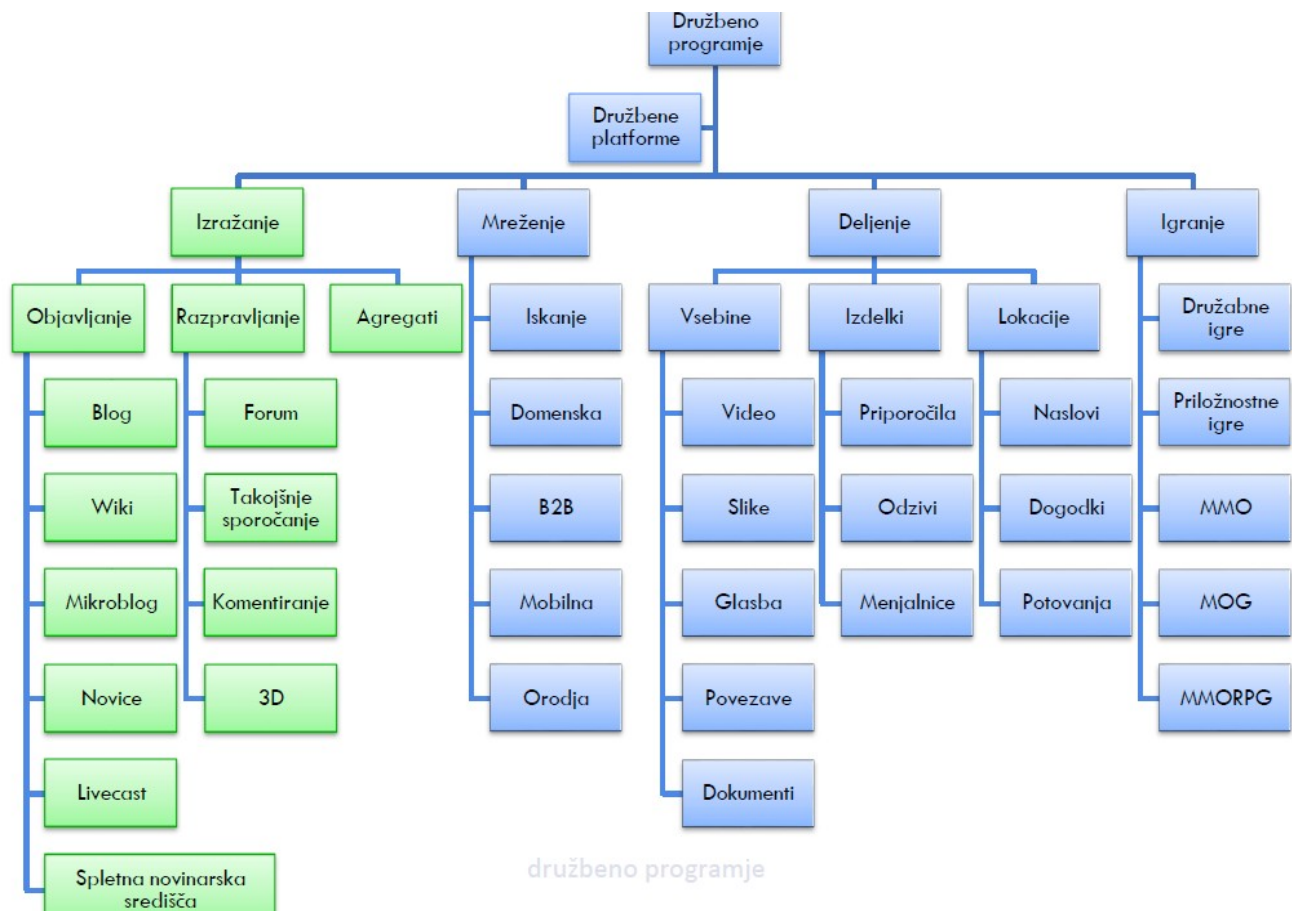 Družbeno
programje
Družbene
platforme
Izražanje
Mreženje
Deljenje
Igranje
Objavljanje
Razpravljanje
Agregati
Iskanje
Vsebine
Izdelki
Lokacije
Družabne
igre
Blog
Forum
Domenska
Video
Priporočila
Naslovi
Priložnostne
igre
Wiki
Takojšnje
sporočanje
B2B
Slike
Odzivi
Dogodki
MMO
Mikroblog
Komentiranje
Mobilna
Glasba
Menjalnice
Potovanja
MOG
Novice
3D
Orodja
Povezave
MMORPG
Livecast
Dokumenti
Spletna novinarska
središča
družbeno programje